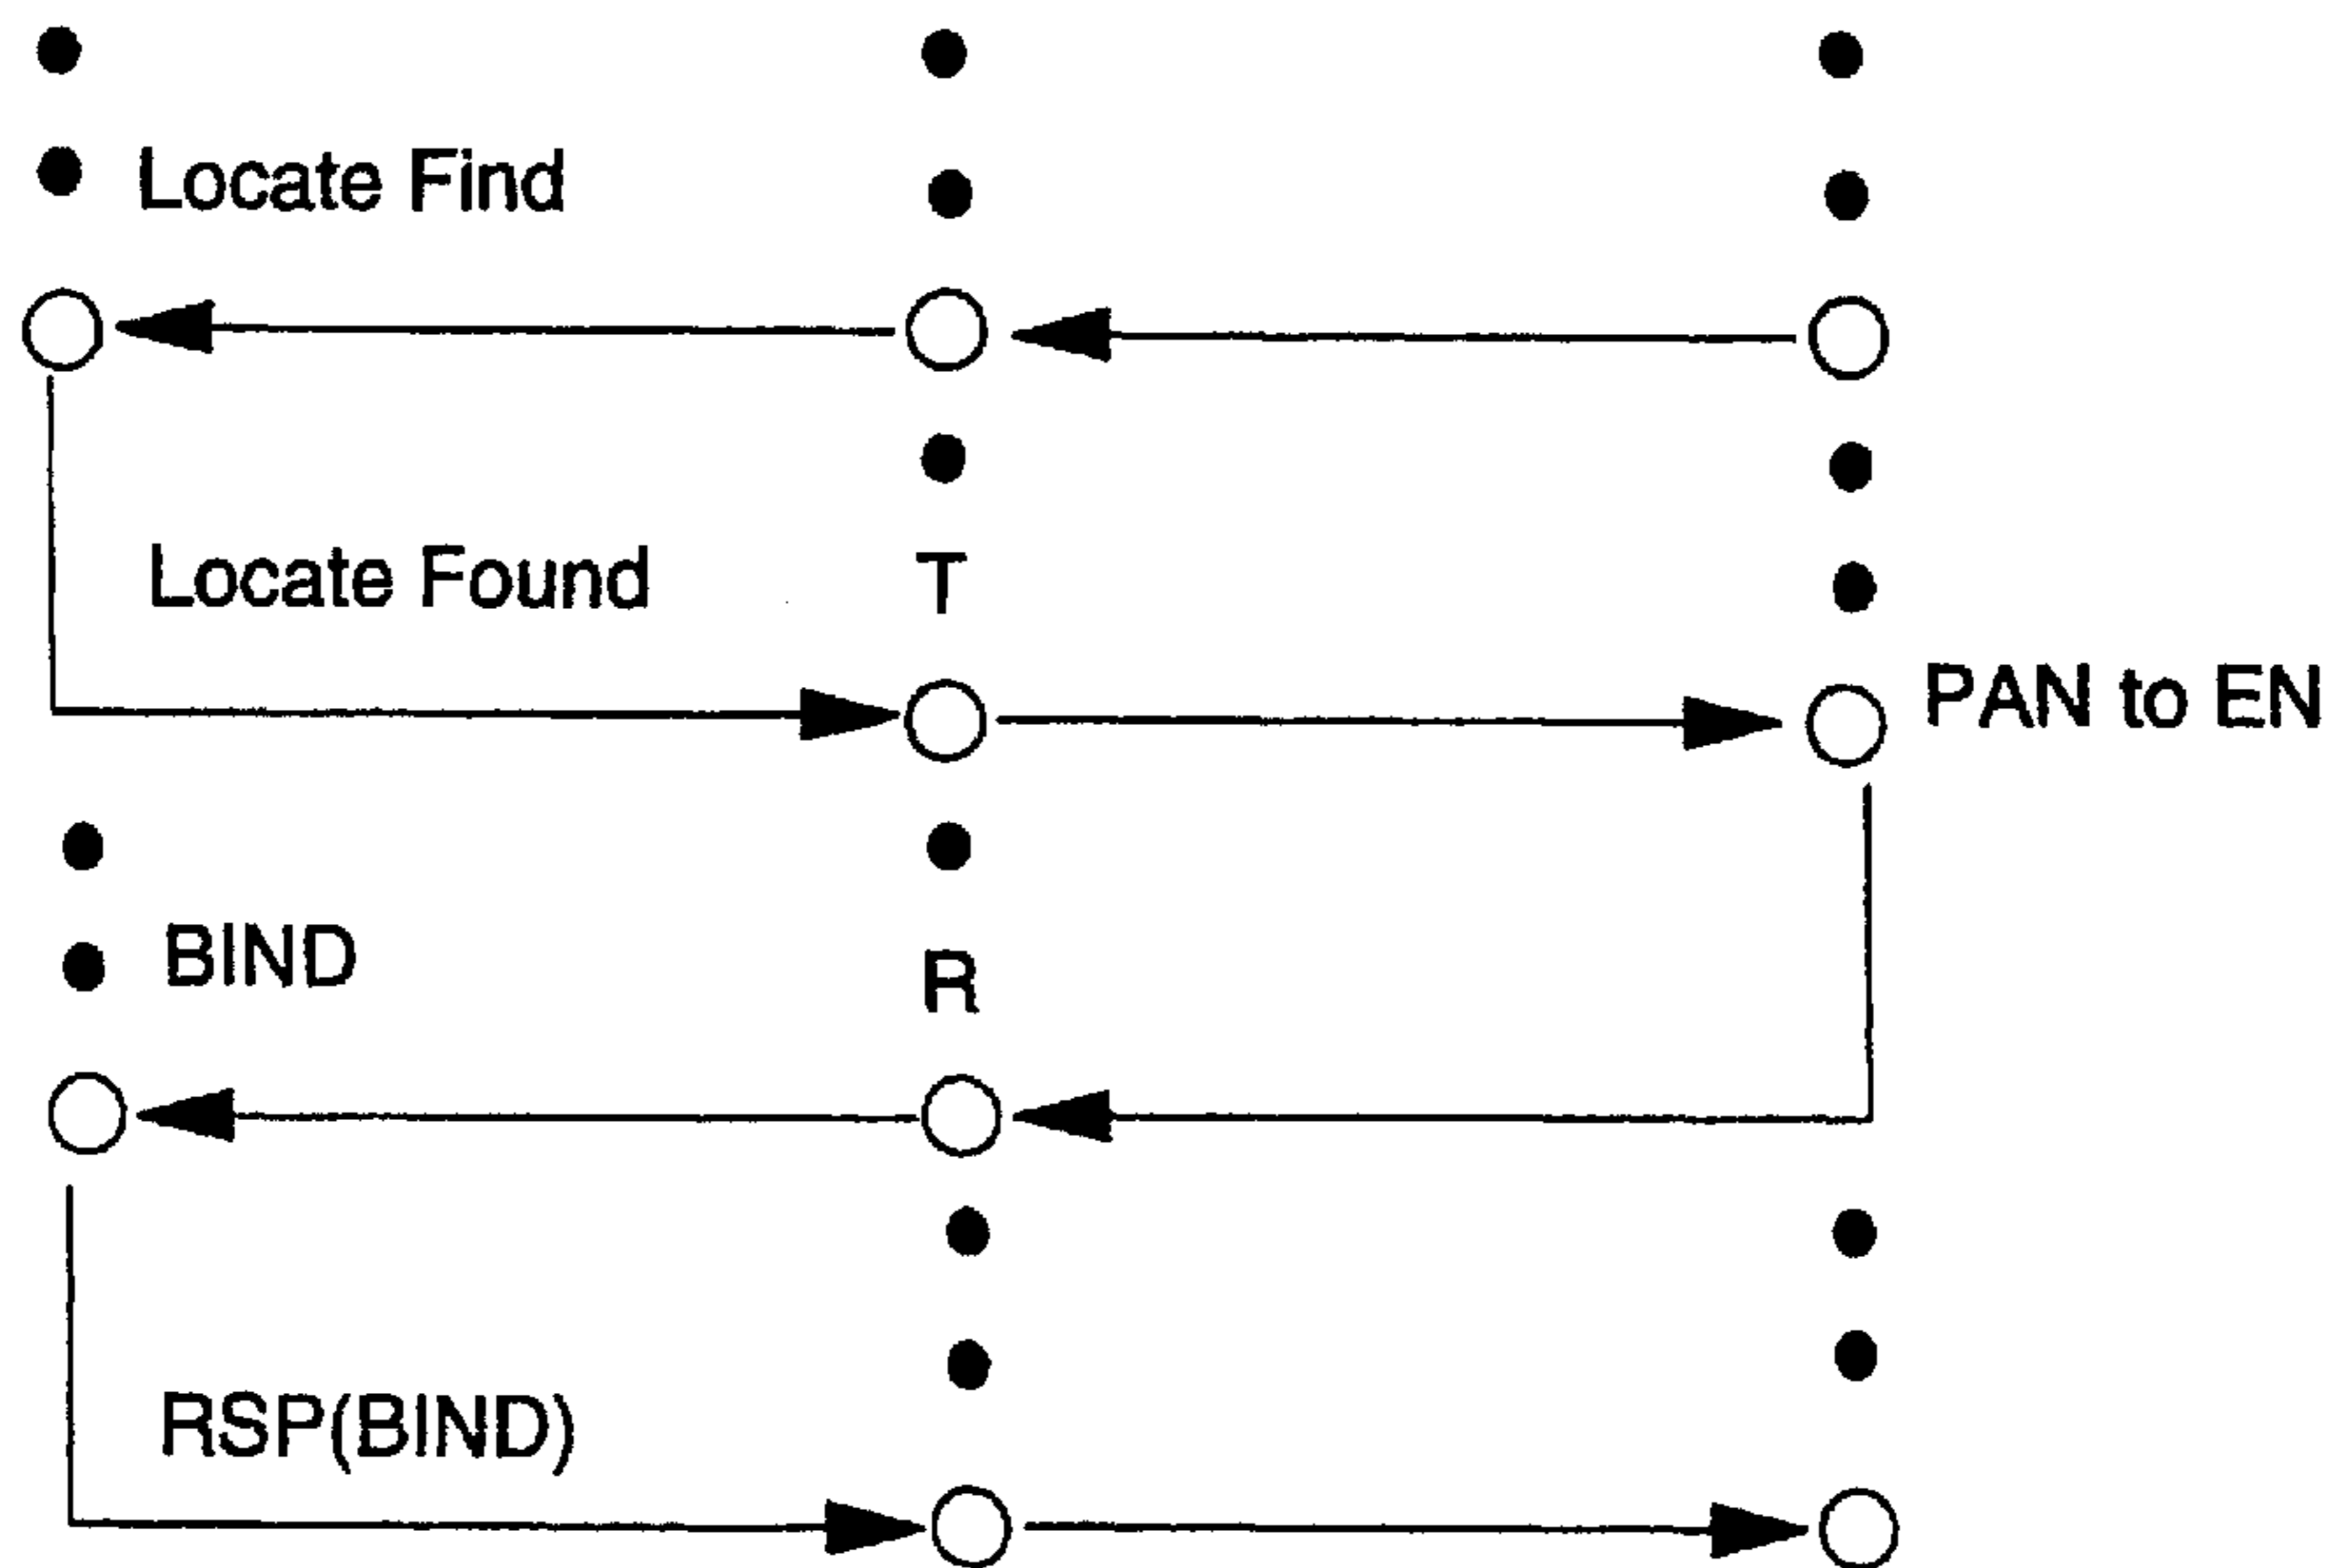 Locate Find
Locate Found
T
PAN to EN
BIND
R
RSP(BIND)